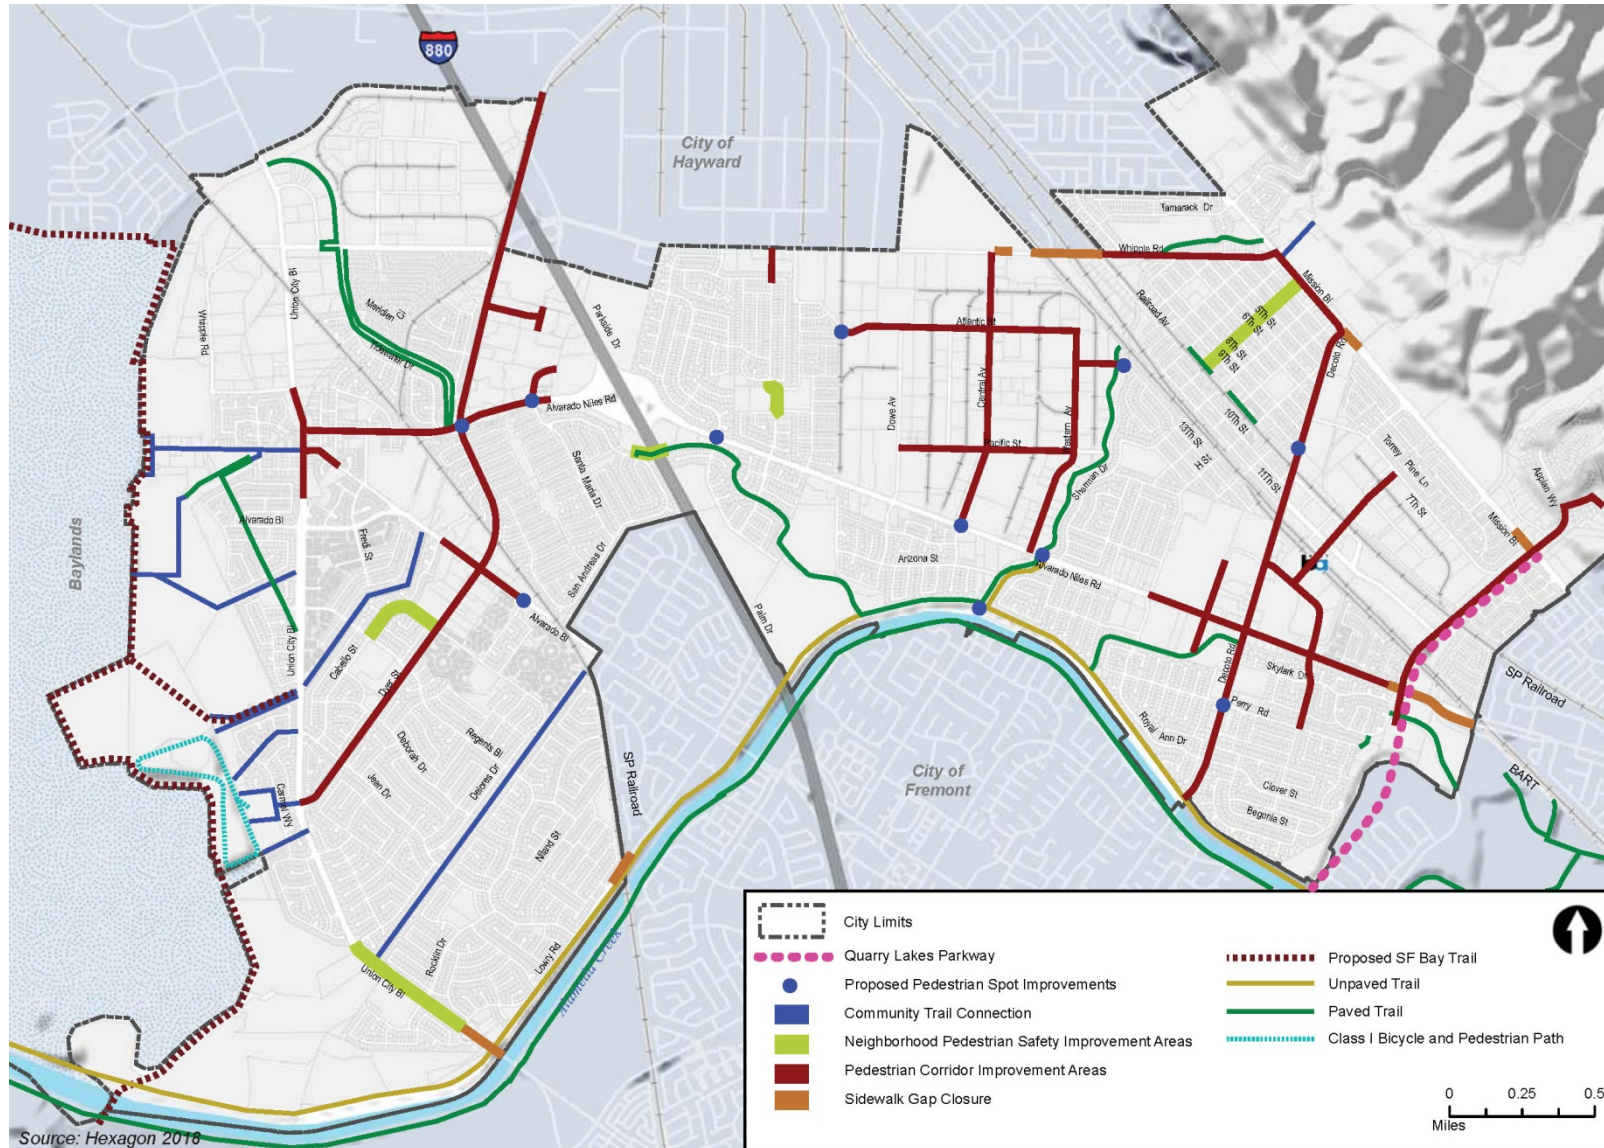 880
City of
Hayward
Tamarack Dr
Whipple Rd
Mission Bl
Union City Bl
Whipple Rd
Meridien
Tidewater Dr
Parkside Dr
Railroad Av
5Th St
6Th St
8Th St
9Th St
Decoto Rd
Atlantic St
Central Av
Dowe Av
Western Av
Pacific St
Alvarado Niles Rd
10Th St
13Th St
H St
11Th St
Torrey Pine Ln
7Th St
Appian Wy
Mission Bl
Sherman Dr
Santa Maria Dr
Alvarado Bl
Fredi St
San Andreas Dr
Arizona St
Alvarado Niles Rd
Baylands
Palm Dr
Alvarado Bl
Union City Bl
Cabello St
Dyer St
Decoto Rd
Skylark Dr
Perry Rd
SP Railroad
Royal Ann Dr
Regents Bl
Deborah Dr
Delores Dr
Jean Dr
SP Railroad
City of
Fremont
BART
Carmel Wy
Clover St
Begonia St
Niland St
Rocklin Dr
Lowry Rd
Union City Bl
Alameda Creek
City Limits
Quarry Lakes Parkway
Proposed Pedestrian Spot Improvements
Community Trail Connection
Neighborhood Pedestrian Safety Improvement Areas
Pedestrian Corridor Improvement Areas
Sidewalk Gap Closure
Proposed SF Bay Trail
Unpaved Trail
Paved Trail
Class I Bicycle and Pedestrian Path
0 0.25 0.5
Miles
Source: Hexagon 2018